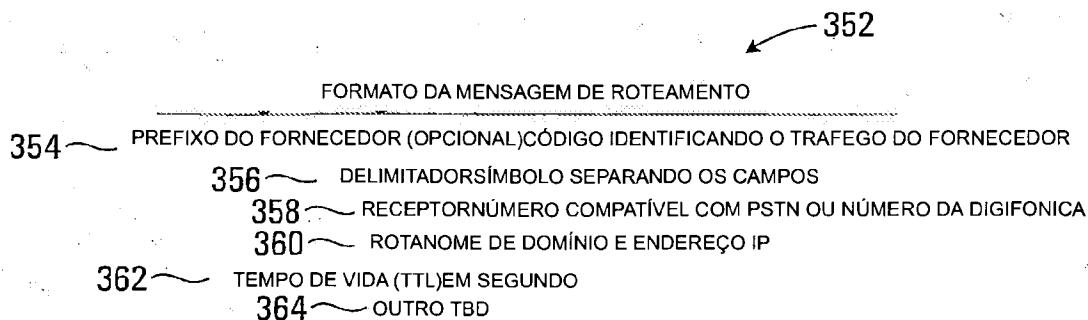 352
FORMATO DA MENSAGEM DE ROTEAMENTO
354 PREFIXO DO FORNECEDOR (OPCIONAL)CÓDIGO IDENTIFICANDO O TRAFEGO DO FORNECEDOR
356 DELIMITADORSÍMBOLO SEPARANDO OS CAMPOS
358 RECEPTORNÚMERO COMPATÍVEL COM PSTN OU NÚMERO DA DIGIFONICA
360 ROTANOME DE DOMÍNIO E ENDEREÇO IP
362 TEMPO DE VIDA (TTL)EM SEGUNDO
364 OUTRO TBD